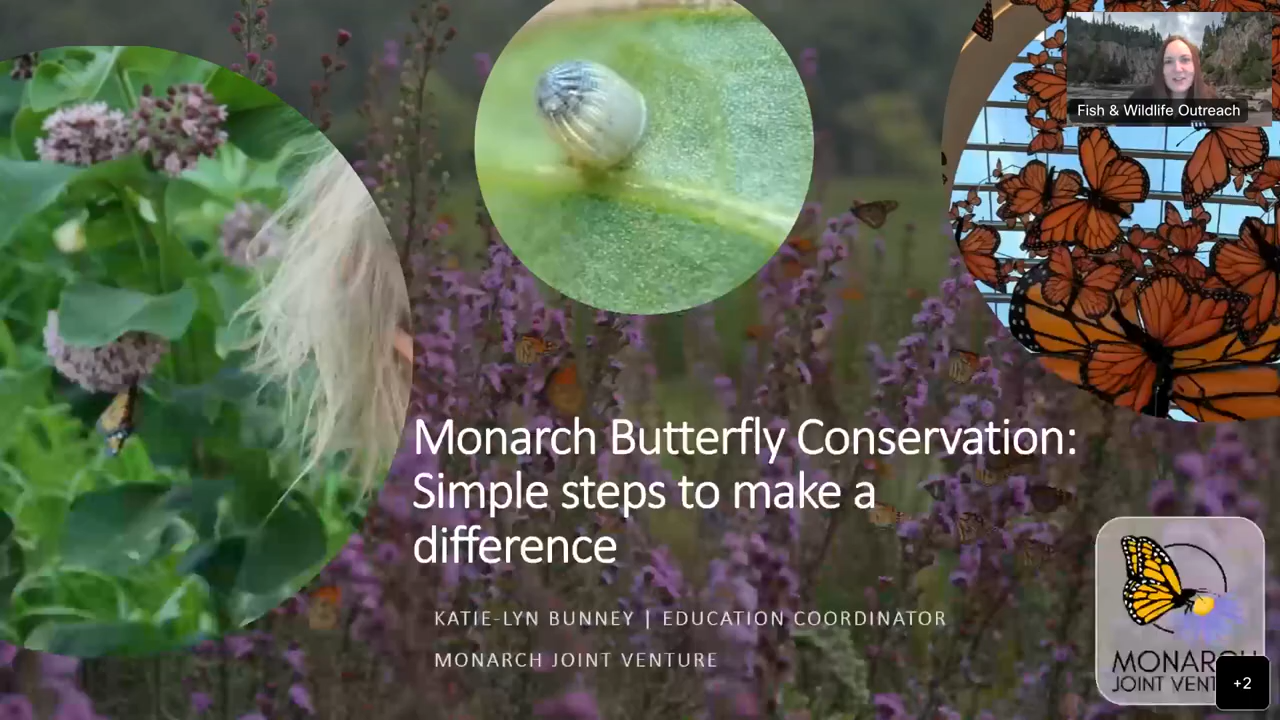 Fish & Wildlife Outreach
Monarch Butterfly Conservation:
Simple steps to make a
difference
KATIE-LYN BUNNEY | EDUCATION COORDINATOR
MONARCH JOINT VENTURE
MONARCH
JOINT VENT
+2